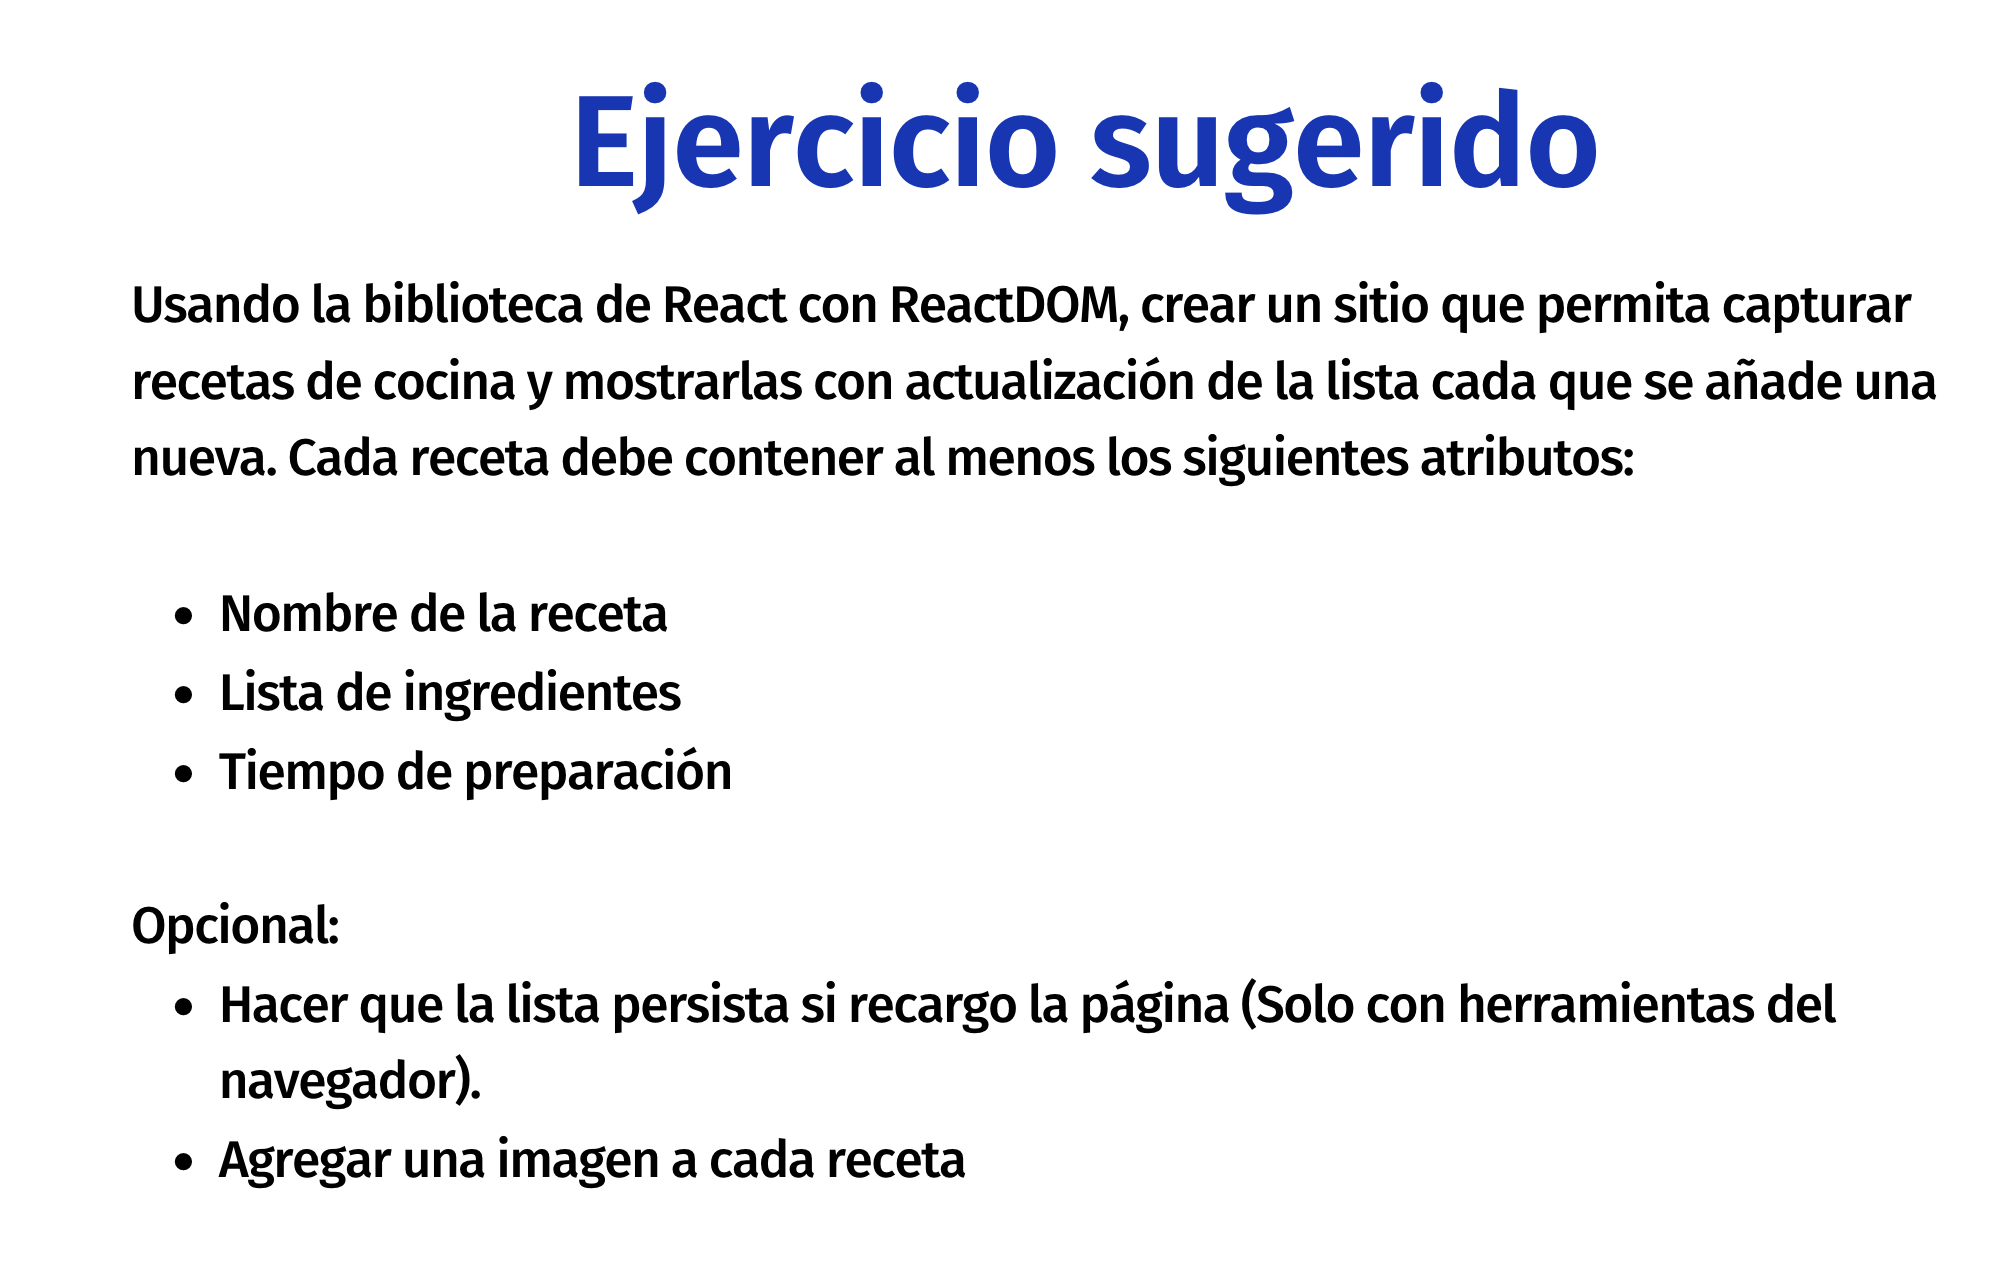 Ejercicio sugerido
Usando la biblioteca de React con ReactDOM, crear un sitio que permita capturar
recetas de cocina y mostrarlas con actualización de la lista cada que se añade una
nueva. Cada receta debe contener al menos los siguientes atributos:
• Nombre de la receta
• Lista de ingredientes
• Tiempo de preparación
Opcional:
• Hacer que la lista persista si recargo la página (Solo con herramientas del
navegador).
• Agregar una imagen a cada receta